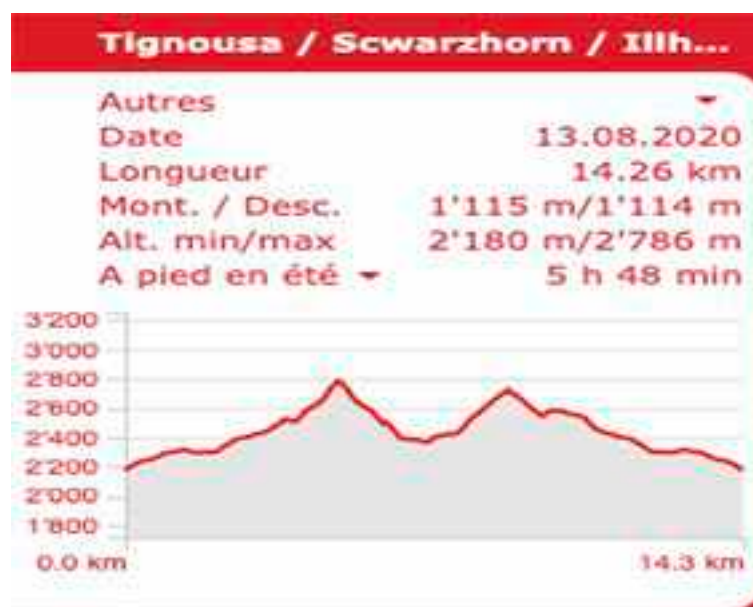 Tignousa / Scwarzhorn / Illh...
Autres
Date 13.08.2020
Longueur 14.26 km
Mont. / Desc. 1'115 m/1'114 m
Alt. min/max 2'180 m/2'786 m
A pied en été 5 h 48 min
3'200
3'000
2'800
2'600
2'400
2'200
2'000
1'800
0.0 km 14.3 km